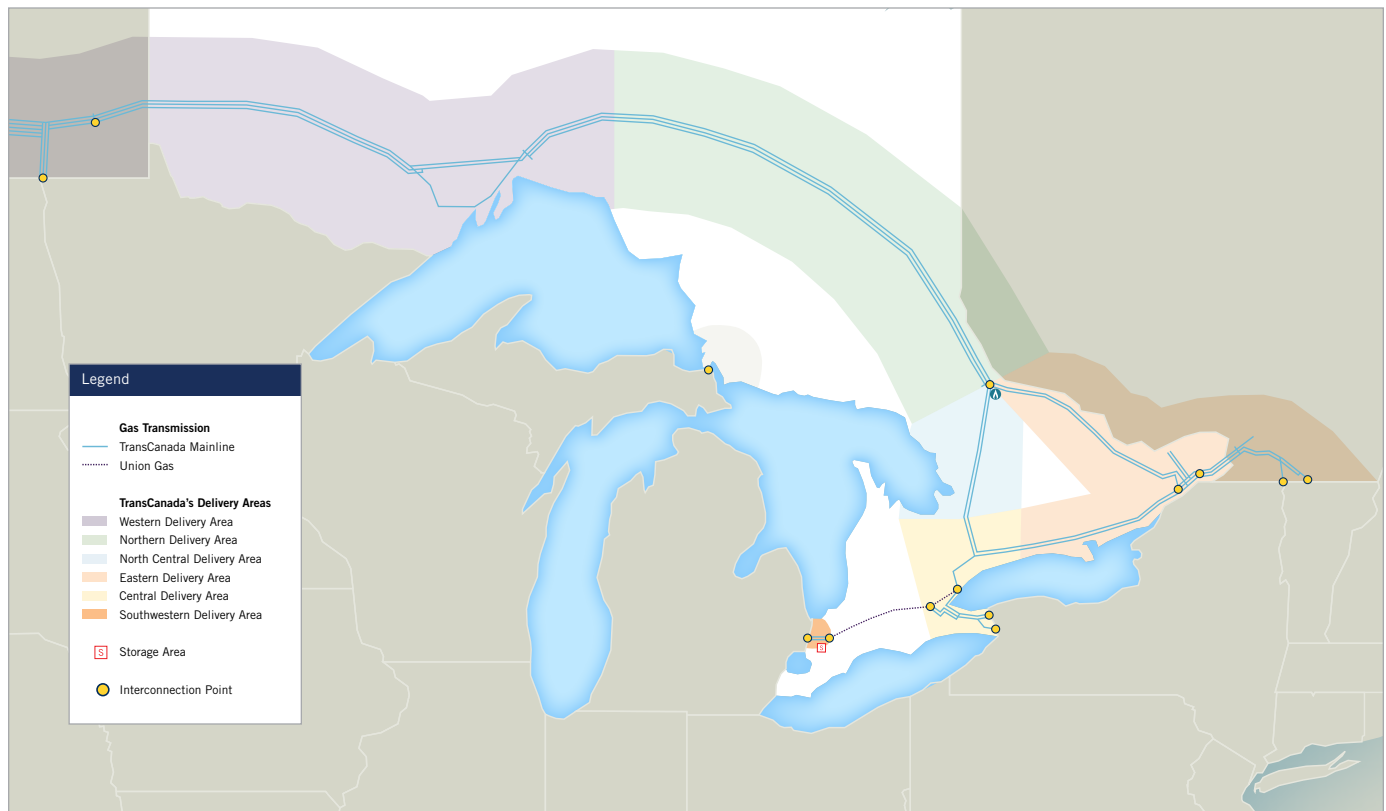 Legend
Gas Transmission
TransCanada Mainline
Union Gas
TransCanada's Delivery Areas
Western Delivery Area
Northern Delivery Area
North Central Delivery Area
Eastern Delivery Area
Central Delivery Area
Southwestern Delivery Area
S Storage Area
Interconnection Point
S